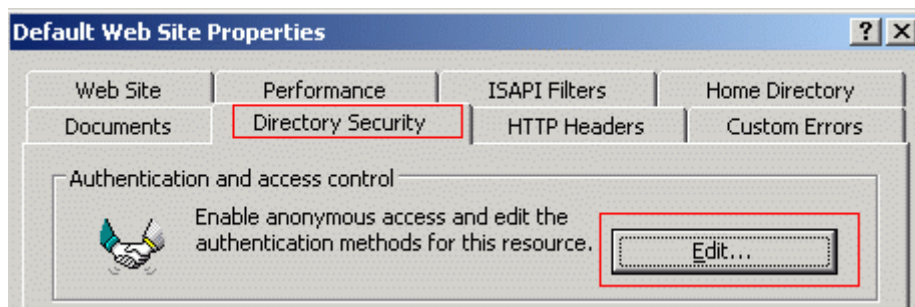 Default Web Site Properties
Web Site Performance ISAPI Filters Home Directory
Documents Directory Security HTTP Headers Custom Errors
Authentication and access control
Enable anonymous access and edit the
authentication methods for this resource.
Edit...